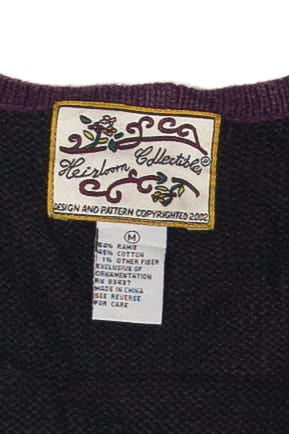 Heirloom Collectibles®
DESIGN AND PATTERN COPYRIGHTED 2002
M
54% RAMIE
45% COTTON
1% OTHER FIBER
EXCLUSIVE OF
ORNAMENTATION
RN 83437
MADE IN CHINA
SEE REVERSE
FOR CARE